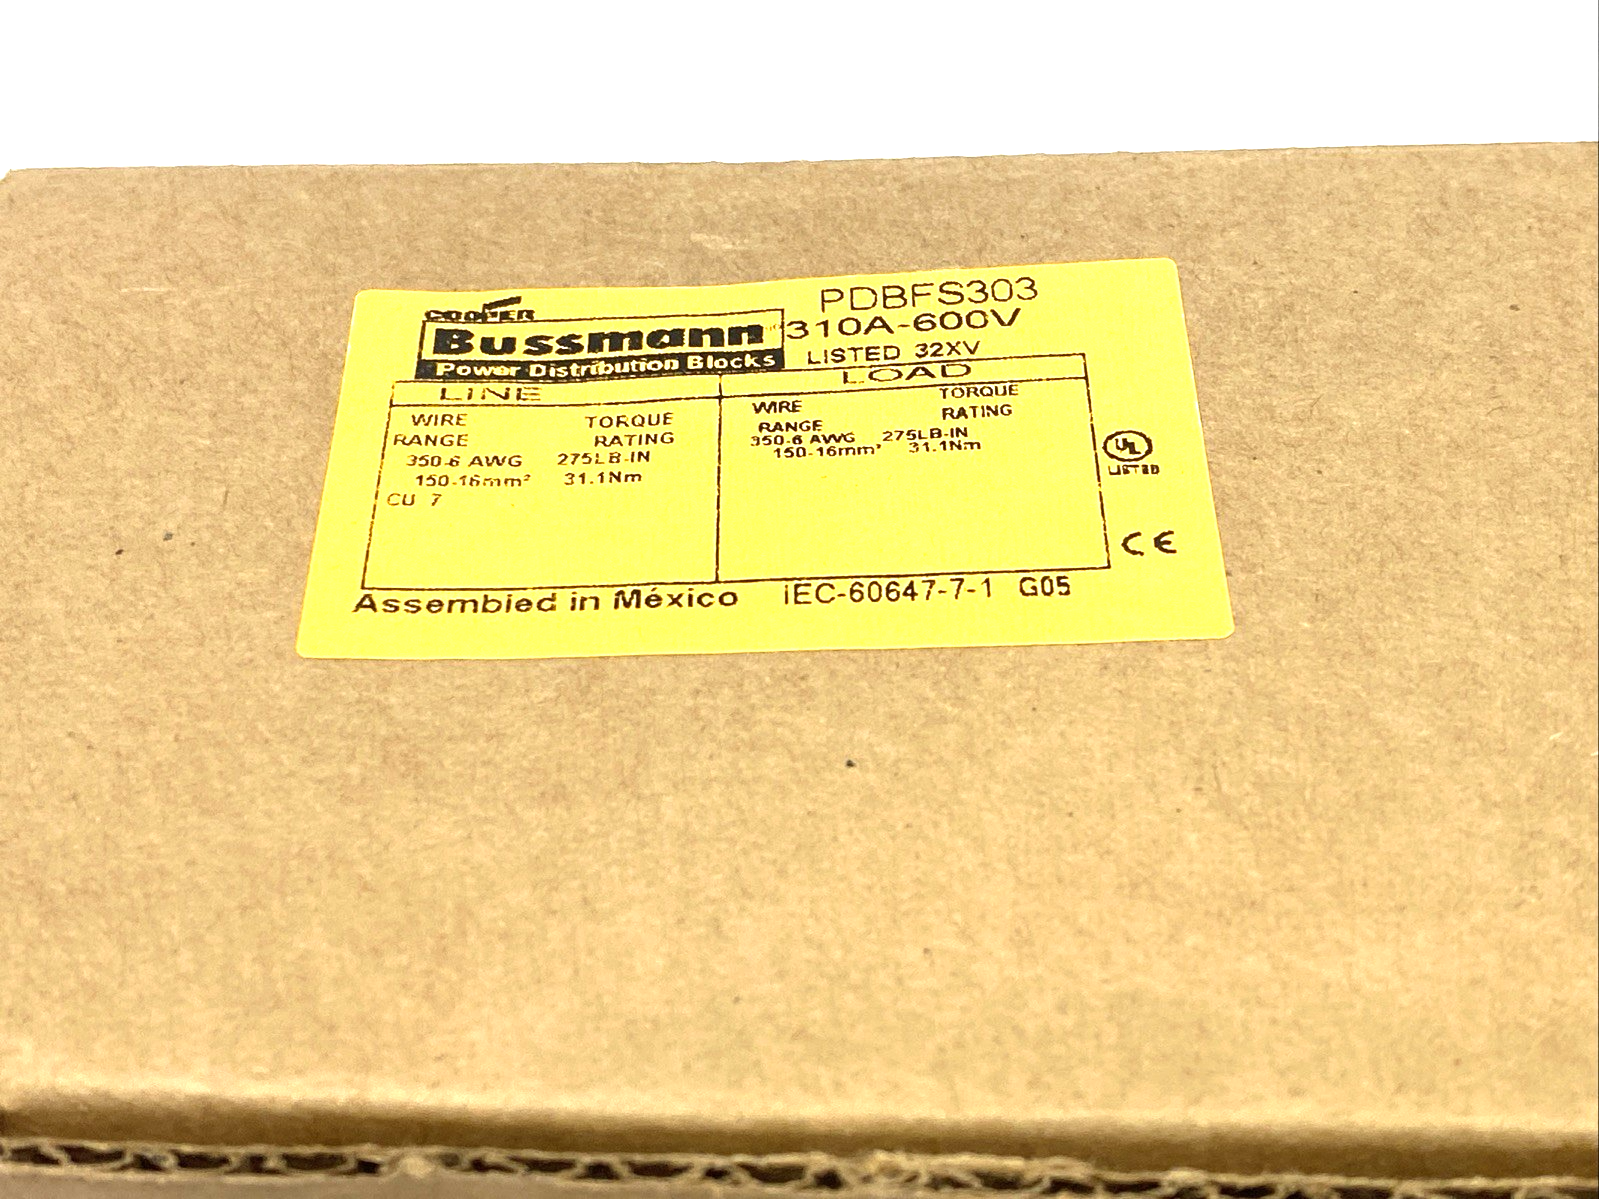 COOPER
Bussmann
Power Distribution Blocks
PDBFS303
310A-600V
LISTED 32XV
LINE
LOAD
WIRE TORQUE
RANGE RATING
350-6 AWG 275LB-IN
150-16mm² 31.1Nm
CU 7
WIRE TORQUE
RANGE RATING
350-6 AWG 275LB-IN
150-16mm² 31.1Nm
UL
LISTED
CE
Assembled in México IEC-60647-7-1 G05